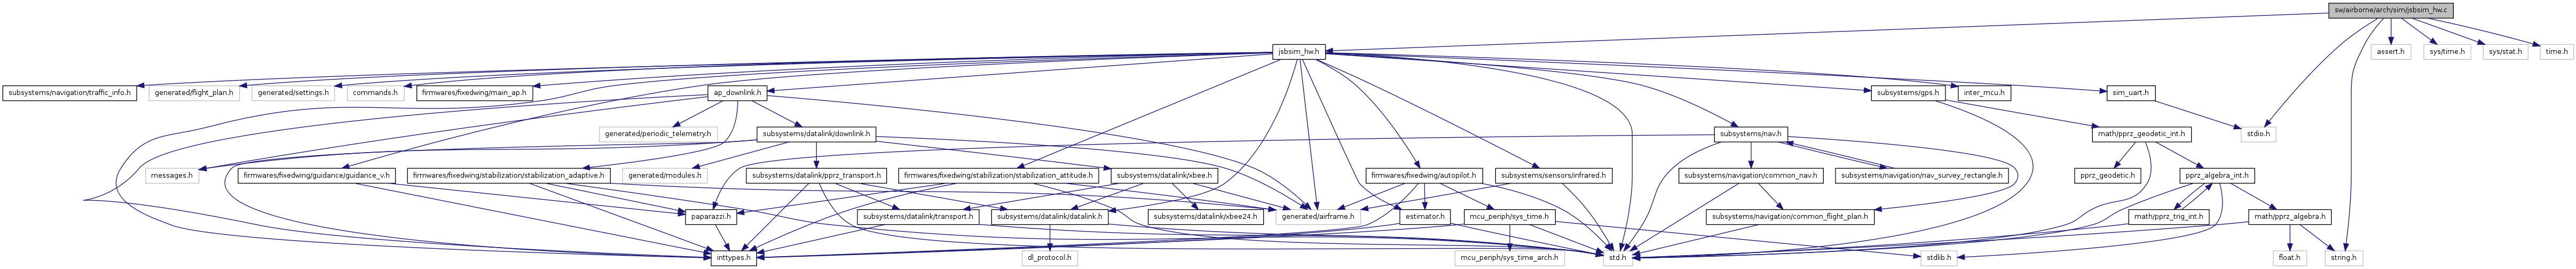 sw/airborne/arch/sim/jsbsim_hw.c
jsbsim_hw.h
assert.h
sys/time.h
sys/stat.h
time.h
subsystems/navigation/traffic_info.h
generated/flight_plan.h
generated/settings.h
commands.h
firmwares/fixedwing/main_ap.h
ap_downlink.h
subsystems/gps.h
inter_mcu.h
sim_uart.h
generated/periodic_telemetry.h
subsystems/datalink/downlink.h
subsystems/nav.h
math/pprz_geodetic_int.h
stdio.h
messages.h
firmwares/fixedwing/guidance/guidance_v.h
firmwares/fixedwing/stabilization/stabilization_adaptive.h
generated/modules.h
subsystems/datalink/pprz_transport.h
firmwares/fixedwing/stabilization/stabilization_attitude.h
subsystems/datalink/xbee.h
firmwares/fixedwing/autopilot.h
subsystems/sensors/infrared.h
subsystems/navigation/common_nav.h
subsystems/navigation/nav_survey_rectangle.h
pprz_geodetic.h
pprz_algebra_int.h
paparazzi.h
subsystems/datalink/transport.h
subsystems/datalink/datalink.h
subsystems/datalink/xbee24.h
generated/airframe.h
estimator.h
mcu_periph/sys_time.h
subsystems/navigation/common_flight_plan.h
math/pprz_trig_int.h
math/pprz_algebra.h
inttypes.h
dl_protocol.h
mcu_periph/sys_time_arch.h
std.h
stdlib.h
float.h
string.h